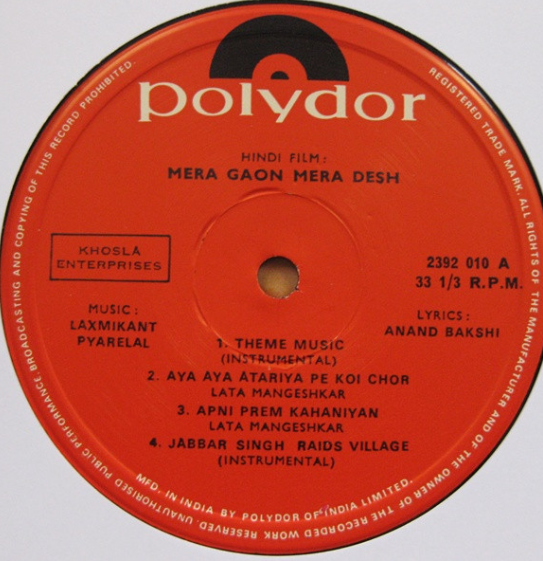 polydor
HINDI FILM:
MERA GAON MERA DESH
KHOSLA
ENTERPRISES
2392 010 A
33 1/3 R.P.M.
MUSIC:
LAXMIKANT
PYARELAL
LYRICS:
ANAND BAKSHI
1. THEME MUSIC
(INSTRUMENTAL)
2. AYA AYA ATARIYA PE KOI CHOR
LATA MANGESHKAR
3. APNI PREM KAHANIYAN
LATA MANGESHKAR
4. JABBAR SINGH RAIDS VILLAGE
(INSTRUMENTAL)
MFD. IN INDIA BY POLYDOR OF INDIA LIMITED.
REGISTERED TRADE MARK, ALL RIGHTS OF THE MANUFACTURER AND OF THE OWNER OF THE RECORDED WORK RESERVED. UNAUTHORISED PUBLIC PERFORMANCE BROADCASTING AND COPYING OF THIS RECORD PROHIBITED.